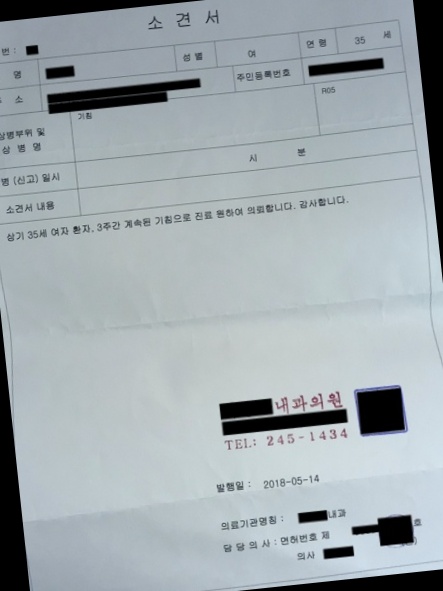 소 견 서
번 :
명
성 별
여
연 령
35
세
소
주민등록번호
상병부위 및
상 병 명
기침
R05
병 (신고) 일시
시 분
소견서 내용
상기 35세 여자 환자, 3주간 계속된 기침으로 진료 원하여 의뢰합니다. 감사합니다.
내과의원
TEL: 245-1434
발행일 : 2018-05-14
의료기관명칭 : 내과
담 당 의 사 : 면허번호 제 호
의사